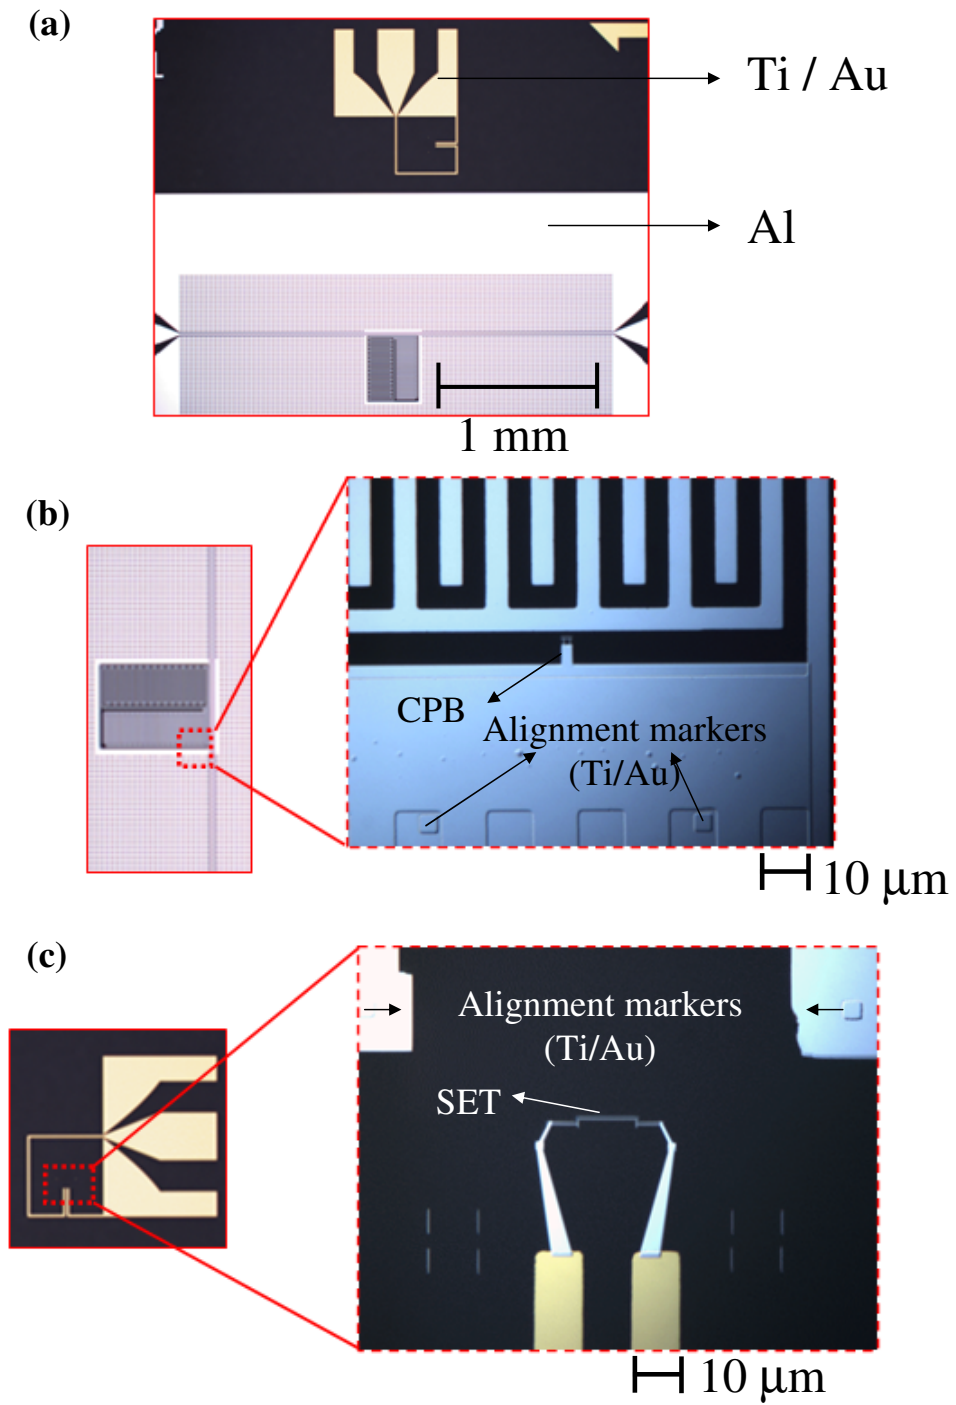 (a)
Ti / Au
Al
1 mm
(b)
CPB
Alignment markers
(Ti/Au)
10 μm
(c)
Alignment markers
(Ti/Au)
SET
10 μm